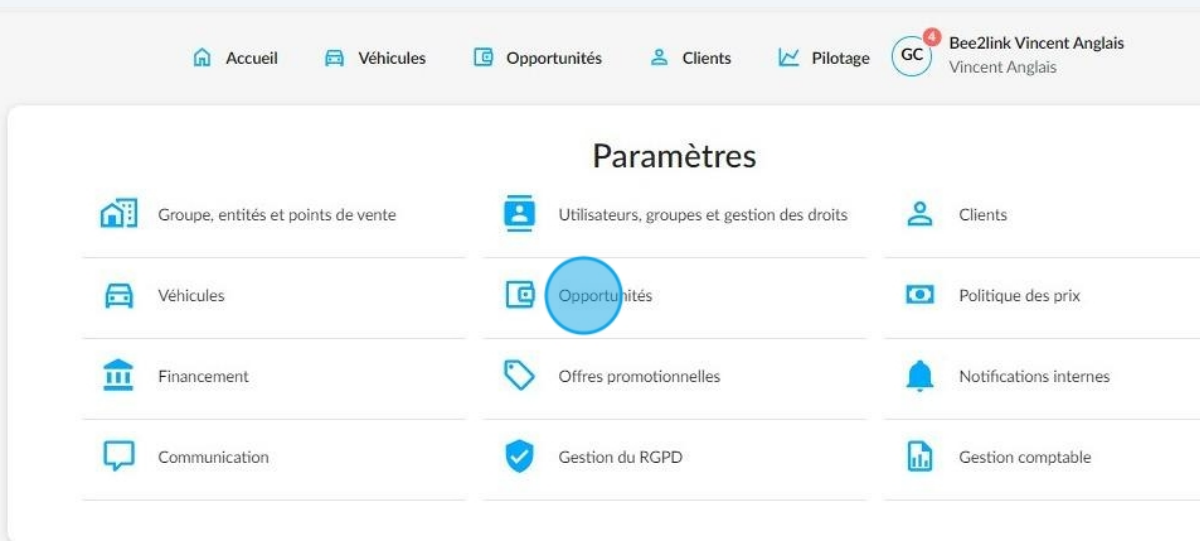 Accueil
Véhicules
Opportunités
Clients
Pilotage
GC
4
Bee2link Vincent Anglais
Vincent Anglais
Paramètres
Groupe, entités et points de vente
Utilisateurs, groupes et gestion des droits
Clients
Véhicules
Opportunités
Politique des prix
Financement
Offres promotionnelles
Notifications internes
Communication
Gestion du RGPD
Gestion comptable